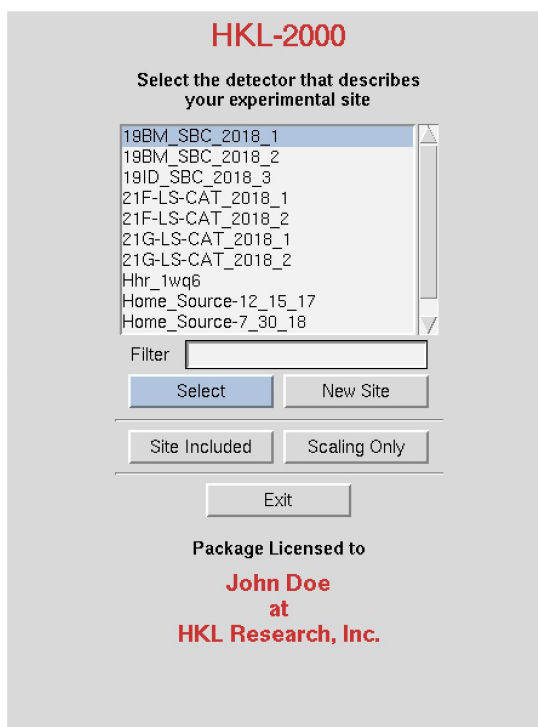 HKL-2000
Select the detector that describes
your experimental site
19BM_SBC_2018_1
19BM_SBC_2018_2
19ID_SBC_2018_3
21F-LS-CAT_2018_1
21F-LS-CAT_2018_2
21G-LS-CAT_2018_1
21G-LS-CAT_2018_2
Hhr_1wq6
Home_Source-12_15_17
Home_Source-7_30_18
Filter
Select New Site
Site Included Scaling Only
Exit
Package Licensed to
John Doe
at
HKL Research, Inc.